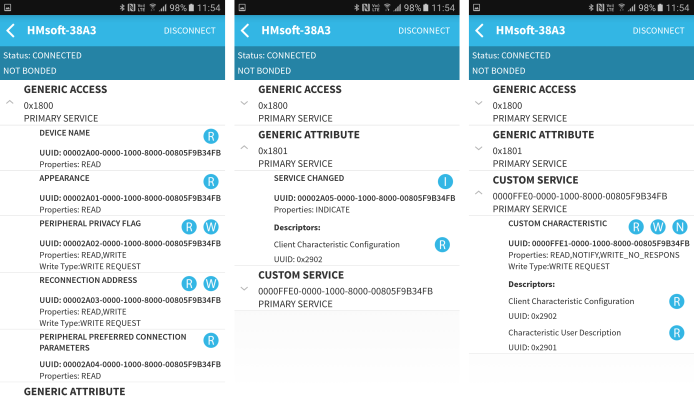 98% 11:54
HMsoft-38A3 DISCONNECT
Status: CONNECTED
NOT BONDED
GENERIC ACCESS
0x1800
PRIMARY SERVICE
DEVICE NAME
R
UUID: 00002A00-0000-1000-8000-00805F9B34FB
Properties: READ
APPEARANCE
R
UUID: 00002A01-0000-1000-8000-00805F9B34FB
Properties: READ
PERIPHERAL PRIVACY FLAG
R W
UUID: 00002A02-0000-1000-8000-00805F9B34FB
Properties: READ,WRITE
Write Type:WRITE REQUEST
RECONNECTION ADDRESS
R W
UUID: 00002A03-0000-1000-8000-00805F9B34FB
Properties: READ,WRITE
Write Type:WRITE REQUEST
PERIPHERAL PREFERRED CONNECTION
PARAMETERS
R
UUID: 00002A04-0000-1000-8000-00805F9B34FB
Properties: READ
GENERIC ATTRIBUTE
98% 11:54
HMsoft-38A3 DISCONNECT
Status: CONNECTED
NOT BONDED
GENERIC ACCESS
0x1800
PRIMARY SERVICE
GENERIC ATTRIBUTE
0x1801
PRIMARY SERVICE
SERVICE CHANGED
I
UUID: 00002A05-0000-1000-8000-00805F9B34FB
Properties: INDICATE
Descriptors:
Client Characteristic Configuration
R
UUID: 0x2902
CUSTOM SERVICE
0000FFE0-0000-1000-8000-00805F9B34FB
PRIMARY SERVICE
98% 11:54
HMsoft-38A3 DISCONNECT
Status: CONNECTED
NOT BONDED
GENERIC ACCESS
0x1800
PRIMARY SERVICE
GENERIC ATTRIBUTE
0x1801
PRIMARY SERVICE
CUSTOM SERVICE
0000FFE0-0000-1000-8000-00805F9B34FB
PRIMARY SERVICE
CUSTOM CHARACTERISTIC
R W N
UUID: 0000FFE1-0000-1000-8000-00805F9B34FB
Properties: READ,NOTIFY,WRITE_NO_RESPONS
Write Type:WRITE REQUEST
Descriptors:
Client Characteristic Configuration
R
UUID: 0x2902
Characteristic User Description
R
UUID: 0x2901